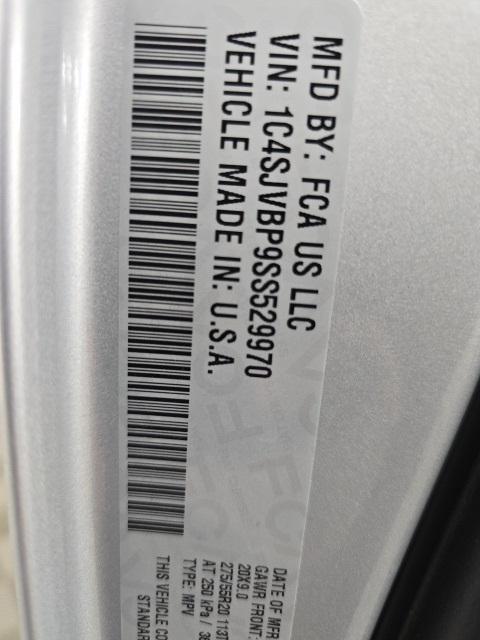 MFD BY: FCA US LLC
VIN: 1C4SJVBP9SS529970
VEHICLE MADE IN: U.S.A.
DATE OF MFR
GAWR FRONT:
20X9.0
275/55R20
AT 250 kPa /
TYPE: MPV
THIS VEHICLE CO
STANDAR